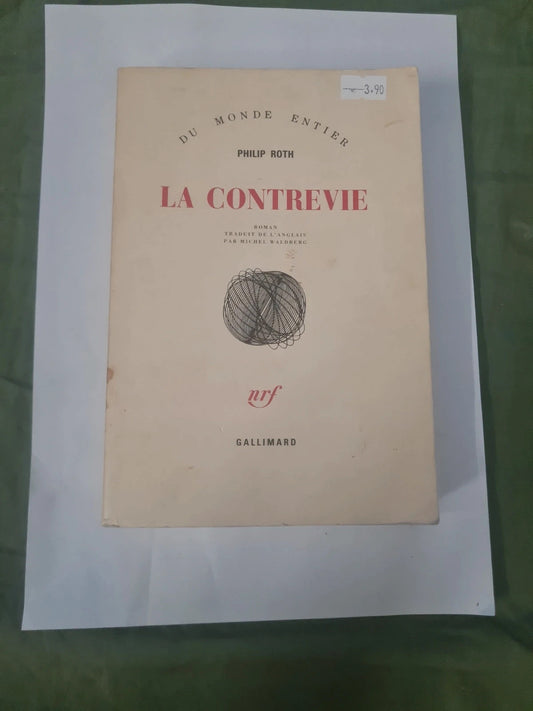 3.90
DU MONDE ENTIER
PHILIP ROTH
LA CONTREVIE
ROMAN
TRADUIT DE L'ANGLAIS
PAR MICHEL WALDBERG
nrf
GALLIMARD